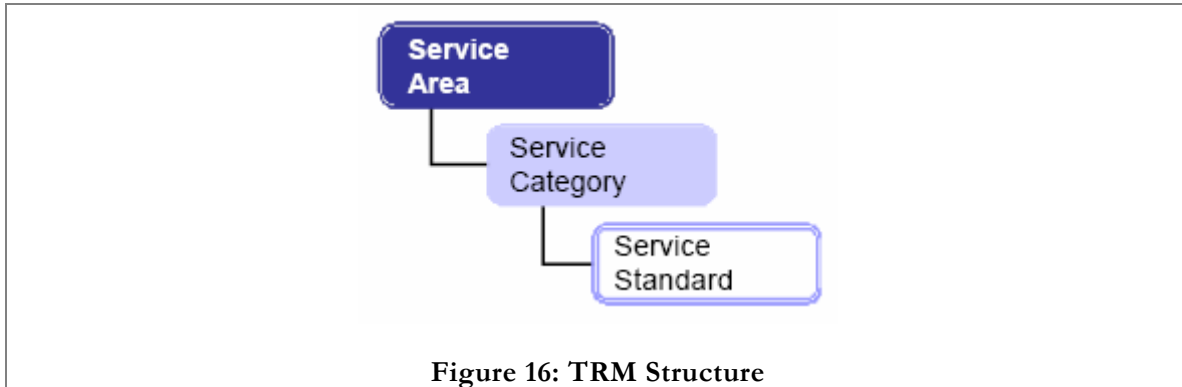 Service
Area
Service
Category
Service
Standard
Figure 16: TRM Structure